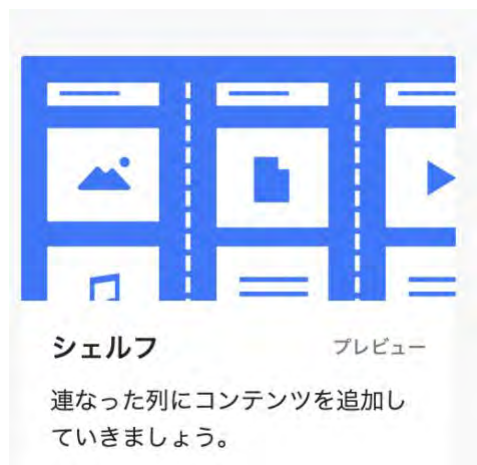 シェルフ
プレビュー
連なった列にコンテンツを追加し
ていきましょう。